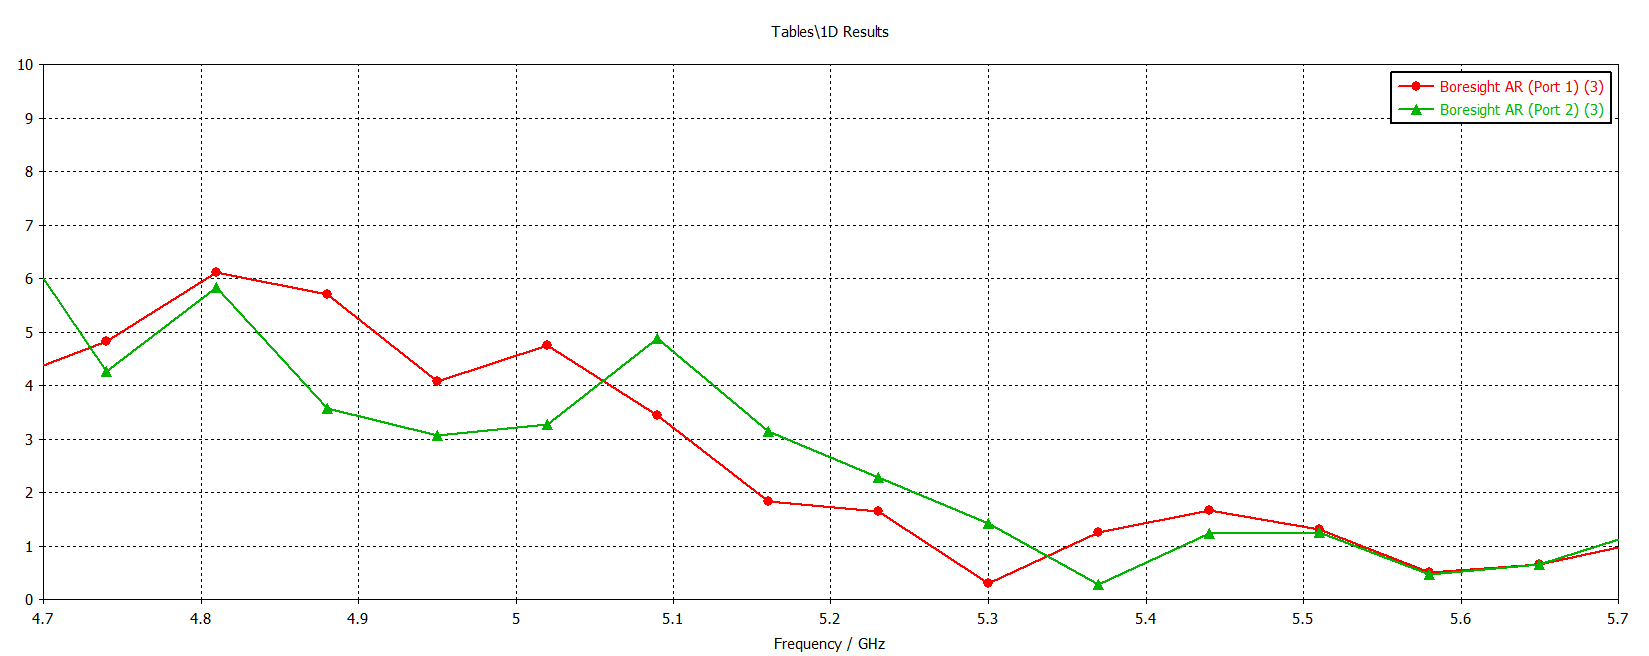 Tables\1D Results
10
9
8
7
6
5
4
3
2
1
0
Boresight AR (Port 1) (3)
Boresight AR (Port 2) (3)
4.7 4.8 4.9 5 5.1 5.2 5.3 5.4 5.5 5.6 5.7
Frequency / GHz